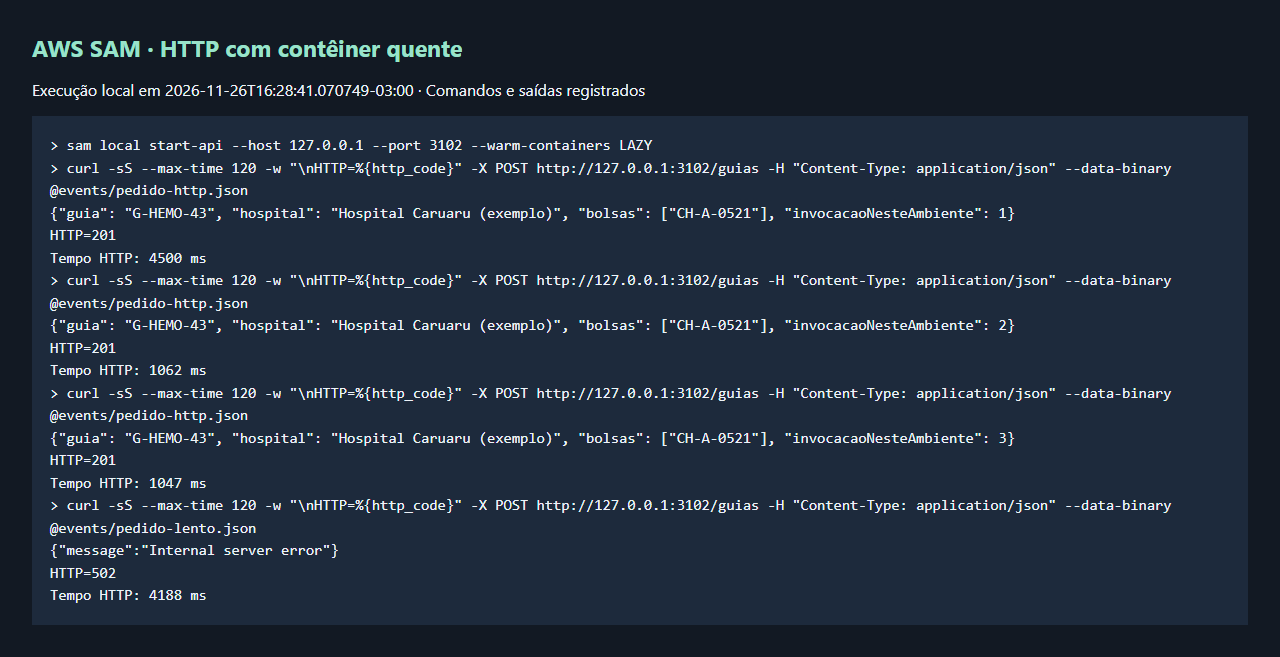 AWS SAM · HTTP com contêiner quente
Execução local em 2026-11-26T16:28:41.070749-03:00 · Comandos e saídas registrados
> sam local start-api --host 127.0.0.1 --port 3102 --warm-containers LAZY
> curl -sS --max-time 120 -w "\nHTTP=%{http_code}" -X POST http://127.0.0.1:3102/guias -H "Content-Type: application/json" --data-binary
@events/pedido-http.json
{"guia": "G-HEMO-43", "hospital": "Hospital Caruaru (exemplo)", "bolsas": ["CH-A-0521"], "invocacaoNesteAmbiente": 1}
HTTP=201
Tempo HTTP: 4500 ms
> curl -sS --max-time 120 -w "\nHTTP=%{http_code}" -X POST http://127.0.0.1:3102/guias -H "Content-Type: application/json" --data-binary
@events/pedido-http.json
{"guia": "G-HEMO-43", "hospital": "Hospital Caruaru (exemplo)", "bolsas": ["CH-A-0521"], "invocacaoNesteAmbiente": 2}
HTTP=201
Tempo HTTP: 1062 ms
> curl -sS --max-time 120 -w "\nHTTP=%{http_code}" -X POST http://127.0.0.1:3102/guias -H "Content-Type: application/json" --data-binary
@events/pedido-http.json
{"guia": "G-HEMO-43", "hospital": "Hospital Caruaru (exemplo)", "bolsas": ["CH-A-0521"], "invocacaoNesteAmbiente": 3}
HTTP=201
Tempo HTTP: 1047 ms
> curl -sS --max-time 120 -w "\nHTTP=%{http_code}" -X POST http://127.0.0.1:3102/guias -H "Content-Type: application/json" --data-binary
@events/pedido-lento.json
{"message":"Internal server error"}
HTTP=502
Tempo HTTP: 4188 ms